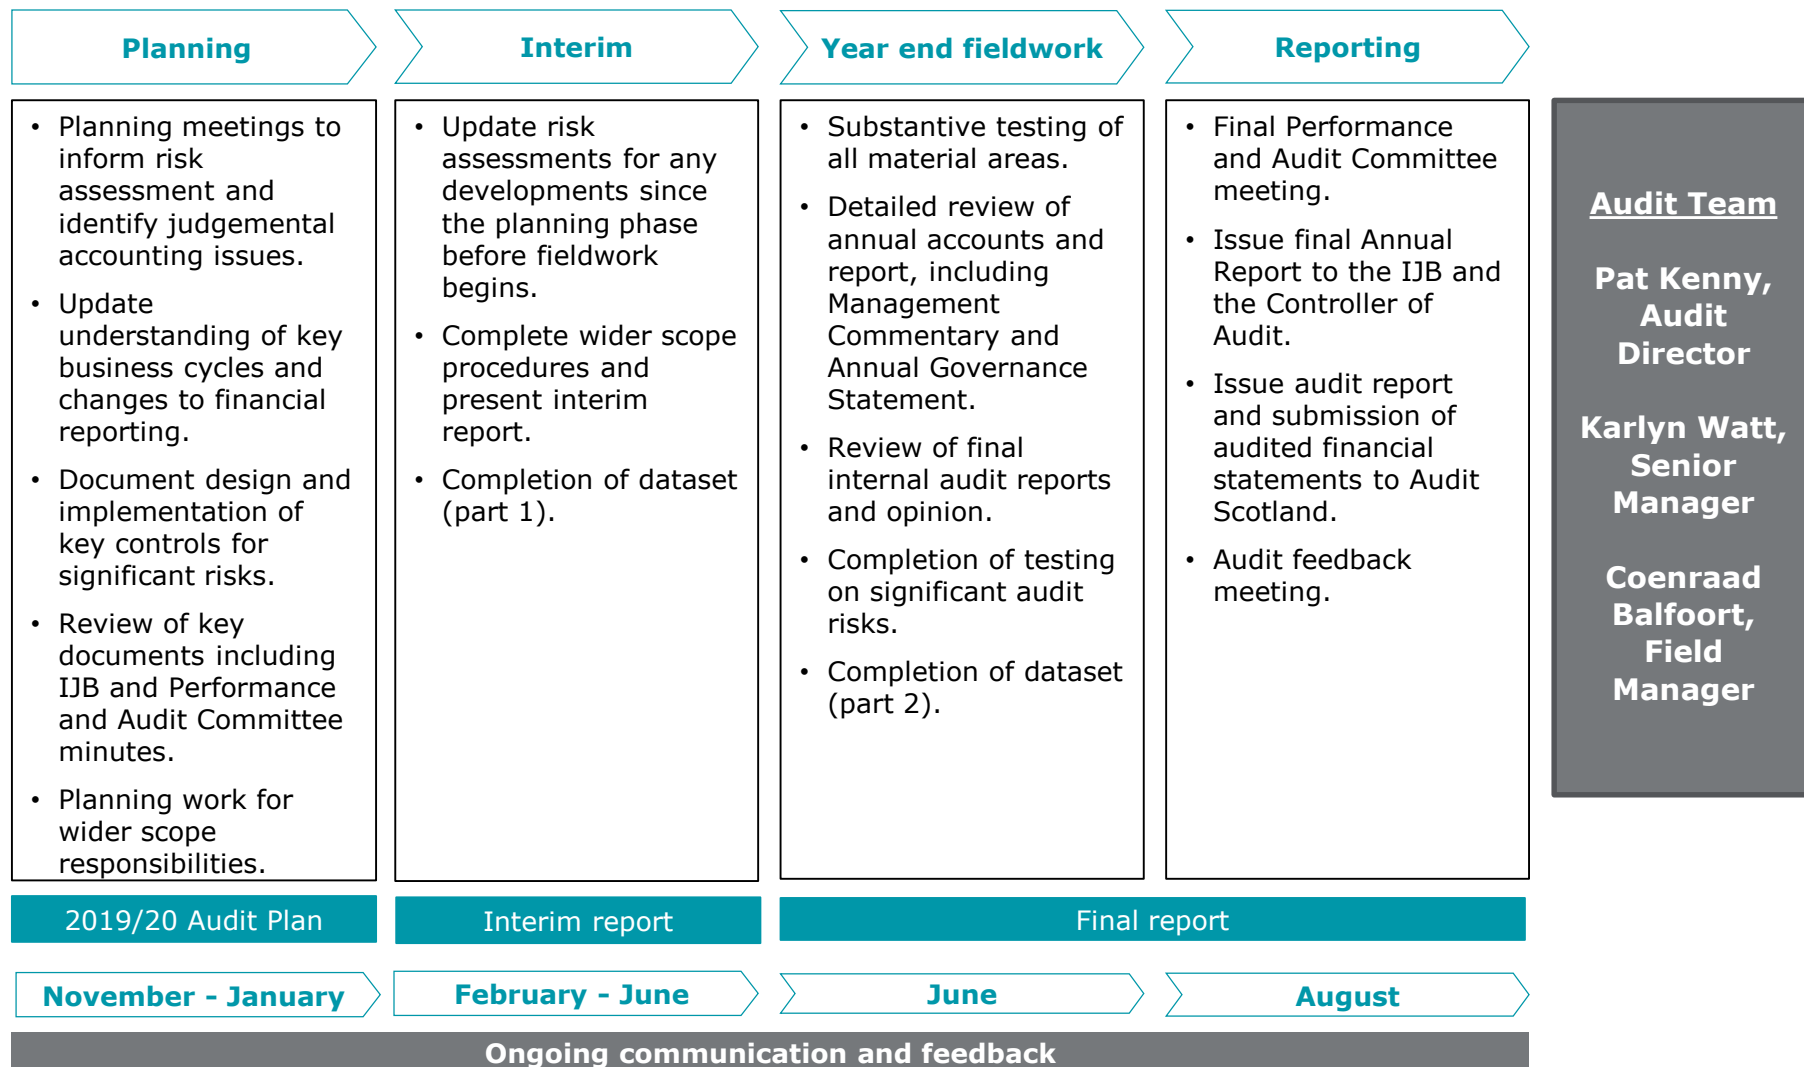 Planning
Interim
Year end fieldwork
Reporting
• Planning meetings to
inform risk
assessment and
identify judgemental
accounting issues.
• Update
understanding of key
business cycles and
changes to financial
reporting.
• Document design and
implementation of
key controls for
significant risks.
• Review of key
documents including
IJB and Performance
and Audit Committee
minutes.
• Planning work for
wider scope
responsibilities.
• Update risk
assessments for any
developments since
the planning phase
before fieldwork
begins.
• Complete wider scope
procedures and
present interim
report.
• Completion of dataset
(part 1).
• Substantive testing of
all material areas.
• Detailed review of
annual accounts and
report, including
Management
Commentary and
Annual Governance
Statement.
• Review of final
internal audit reports
and opinion.
• Completion of testing
on significant audit
risks.
• Completion of dataset
(part 2).
• Final Performance
and Audit Committee
meeting.
• Issue final Annual
Report to the IJB and
the Controller of
Audit.
• Issue audit report
and submission of
audited financial
statements to Audit
Scotland.
• Audit feedback
meeting.
Audit Team
Pat Kenny,
Audit
Director
Karlyn Watt,
Senior
Manager
Coenraad
Balfoort,
Field
Manager
2019/20 Audit Plan
Interim report
Final report
November - January
February - June
June
August
Ongoing communication and feedback